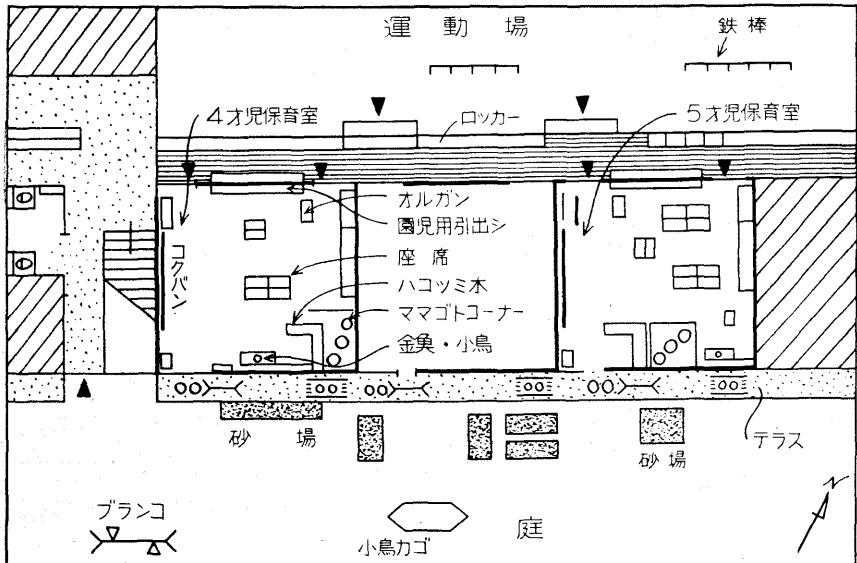 運動場
鉄棒
4才児保育室
ロッカー
5才児保育室
オルガン
園児用引出シ
コクバン
座席
ハコツミ木
ママゴトコーナー
金魚・小鳥
砂場
砂場
テラス
ブランコ
小鳥カゴ
庭
N